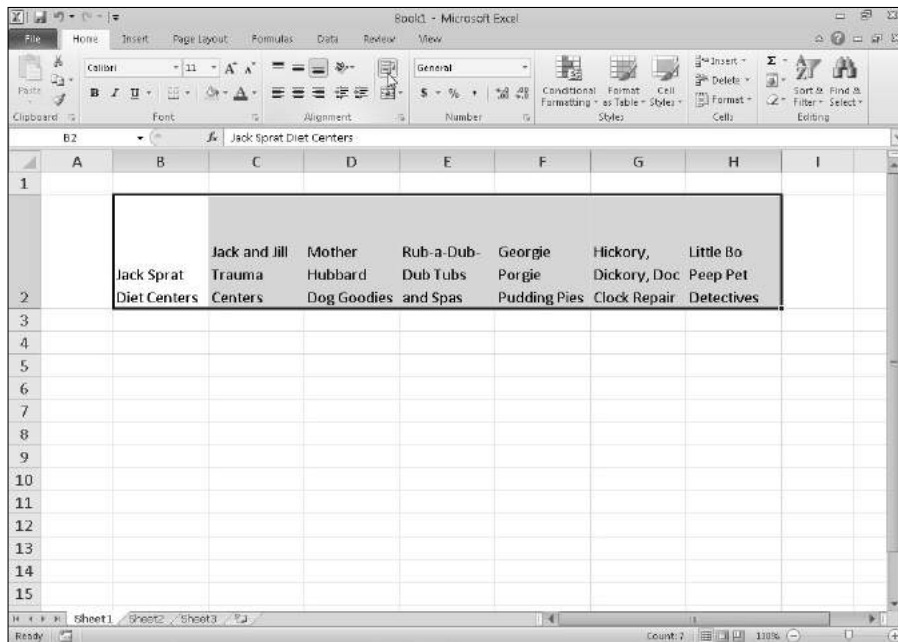 Book1 - Microsoft Excel
File Home Insert Page Layout Formulas Data Review View
Calibri 11 A A General Insert Σ
Paste B I U A $ % , Conditional Formatting Format as Table Cell Styles Delete Format Sort & Filter Find & Select
Clipboard Font Alignment Number Styles Cells Editing
B2 fx Jack Sprat Diet Centers
A B C D E F G H I
1
2
Jack Sprat
Diet Centers
Jack and Jill
Trauma
Centers
Mother
Hubbard
Dog Goodies
Rub-a-Dub-
Dub Tubs
and Spas
Georgie
Porgie
Pudding Pies
Hickory,
Dickory, Doc
Clock Repair
Little Bo
Peep Pet
Detectives
3
4
5
6
7
8
9
10
11
12
13
14
15
Sheet1 Sheet2 Sheet3
Ready Count: 7 110%